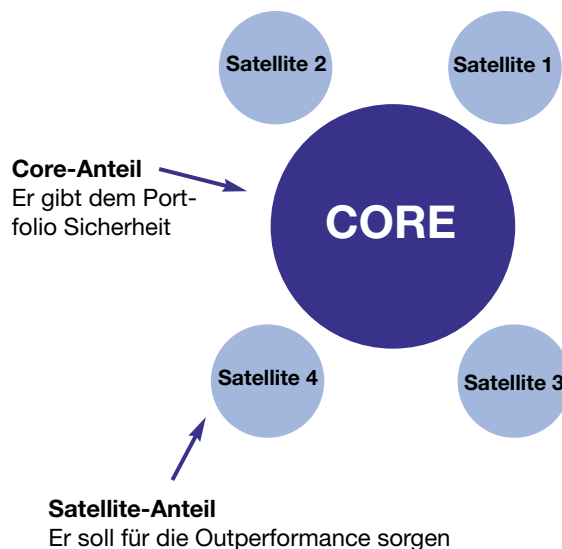 Satellite 2
Satellite 1
Core-Anteil
Er gibt dem Port-
folio Sicherheit
CORE
Satellite 4
Satellite 3
Satellite-Anteil
Er soll für die Outperformance sorgen